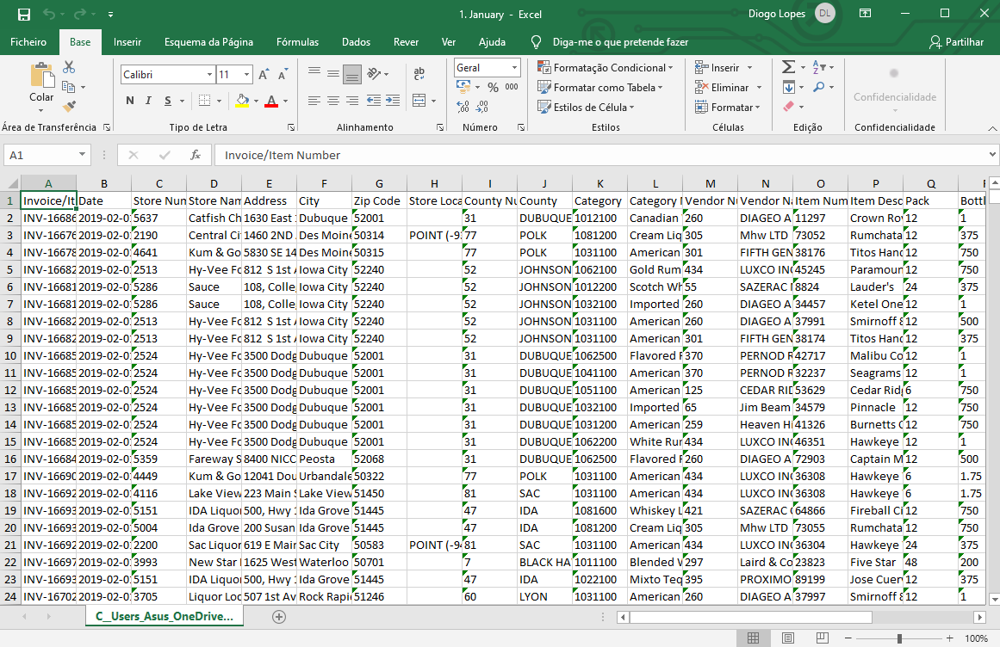 1. January - Excel
Diogo Lopes DL
Ficheiro Base Inserir Esquema da Página Fórmulas Dados Rever Ver Ajuda Diga-me o que pretende fazer Partilhar
Calibri 11 Geral Formatação Condicional Inserir
Formatar como Tabela Eliminar
Colar N I S Estilos de Célula Formatar Confidencialidade
Área de Transferência Tipo de Letra Alinhamento Número Estilos Células Edição Confidencialidade
A1 fx Invoice/Item Number
A B C D E F G H I J K L M N O P Q
1 Invoice/It Date Store Num Store Nam Address City Zip Code Store Loca County Nu County Category Category N Vendor Nu Vendor Na Item Num Item Desc Pack Bottl
2 INV-16686 2019-02-0 5637 Catfish Ch 1630 East Dubuque 52001 31 DUBUQUE 1012100 Canadian 260 DIAGEO A 11297 Crown Roy 12 1
3 INV-16676 2019-02-0 2190 Central Ci 1460 2ND Des Moine 50314 POINT (-93 77 POLK 1081200 Cream Liq 305 Mhw LTD 73052 Rumchata 12 375
4 INV-16678 2019-02-0 4641 Kum & Go 5830 SE 14 Des Moine 50315 77 POLK 1031100 American 301 FIFTH GEN 38176 Titos Hand 12 750
5 INV-16682 2019-02-0 2513 Hy-Vee Fo 812 S 1st A Iowa City 52240 52 JOHNSON 1062100 Gold Rum 434 LUXCO INC 45245 Paramoun 12 750
6 INV-16681 2019-02-0 5286 Sauce 108, Colle Iowa City 52240 52 JOHNSON 1012200 Scotch Wh 55 SAZERAC 8824 Lauder's 24 375
7 INV-16681 2019-02-0 5286 Sauce 108, Colle Iowa City 52240 52 JOHNSON 1032100 Imported 260 DIAGEO A 34457 Ketel One 12 1
8 INV-16682 2019-02-0 2513 Hy-Vee Fo 812 S 1st A Iowa City 52240 52 JOHNSON 1031100 American 260 DIAGEO A 37991 Smirnoff 8 12 500
9 INV-16682 2019-02-0 2513 Hy-Vee Fo 812 S 1st A Iowa City 52240 52 JOHNSON 1031100 American 301 FIFTH GEN 38174 Titos Hand 12 375
10 INV-16685 2019-02-0 2524 Hy-Vee Fo 3500 Dodg Dubuque 52001 31 DUBUQUE 1062500 Flavored R 370 PERNOD R 42717 Malibu Co 12 1
11 INV-16685 2019-02-0 2524 Hy-Vee Fo 3500 Dodg Dubuque 52001 31 DUBUQUE 1041100 American 370 PERNOD R 32237 Seagrams 12 1
12 INV-16685 2019-02-0 2524 Hy-Vee Fo 3500 Dodg Dubuque 52001 31 DUBUQUE 1051100 American 125 CEDAR RID 53629 Cedar Ridg 6 750
13 INV-16685 2019-02-0 2524 Hy-Vee Fo 3500 Dodg Dubuque 52001 31 DUBUQUE 1032100 Imported 65 Jim Beam 34579 Pinnacle 12 750
14 INV-16685 2019-02-0 2524 Hy-Vee Fo 3500 Dodg Dubuque 52001 31 DUBUQUE 1031200 American 259 Heaven Hi 41326 Burnetts C 12 750
15 INV-16685 2019-02-0 2524 Hy-Vee Fo 3500 Dodg Dubuque 52001 31 DUBUQUE 1062200 White Rum 434 LUXCO INC 46351 Hawkeye 12 1
16 INV-16684 2019-02-0 5359 Fareway S 8400 NICC Peosta 52068 31 DUBUQUE 1062500 Flavored R 260 DIAGEO A 72903 Captain M 12 500
17 INV-16690 2019-02-0 4449 Kum & Go 12041 Dou Urbandale 50322 77 POLK 1031100 American 434 LUXCO INC 36308 Hawkeye 6 1.75
18 INV-16692 2019-02-0 4116 Lake View 223 Main S Lake View 51450 81 SAC 1031100 American 434 LUXCO INC 36308 Hawkeye 6 1.75
19 INV-16693 2019-02-0 5151 IDA Liquor 500, Hwy 1 Ida Grove 51445 47 IDA 1081600 Whiskey L 421 SAZERAC 64866 Fireball Ci 12 750
20 INV-16693 2019-02-0 5004 Ida Grove 200 Susan Ida Grove 51445 47 IDA 1081200 Cream Liq 305 Mhw LTD 73055 Rumchata 12 750
21 INV-16692 2019-02-0 2200 Sac Liquor 619 E Main Sac City 50583 POINT (-94 81 SAC 1031100 American 434 LUXCO INC 36304 Hawkeye 24 375
22 INV-16697 2019-02-0 3993 New Star 1625 West Waterloo 50701 7 BLACK HA 1011100 Blended W 297 Laird & Co 23823 Five Star 48 200
23 INV-16693 2019-02-0 5151 IDA Liquor 500, Hwy 1 Ida Grove 51445 47 IDA 1022100 Mixto Teq 395 PROXIMO 89199 Jose Cuerv 12 375
24 INV-16702 2019-02-0 3705 Liquor Loc 507 1st Av Rock Rapi 51246 60 LYON 1031100 American 260 DIAGEO A 37997 Smirnoff 8 12 1
C__Users_Asus_OneDrive...
100%